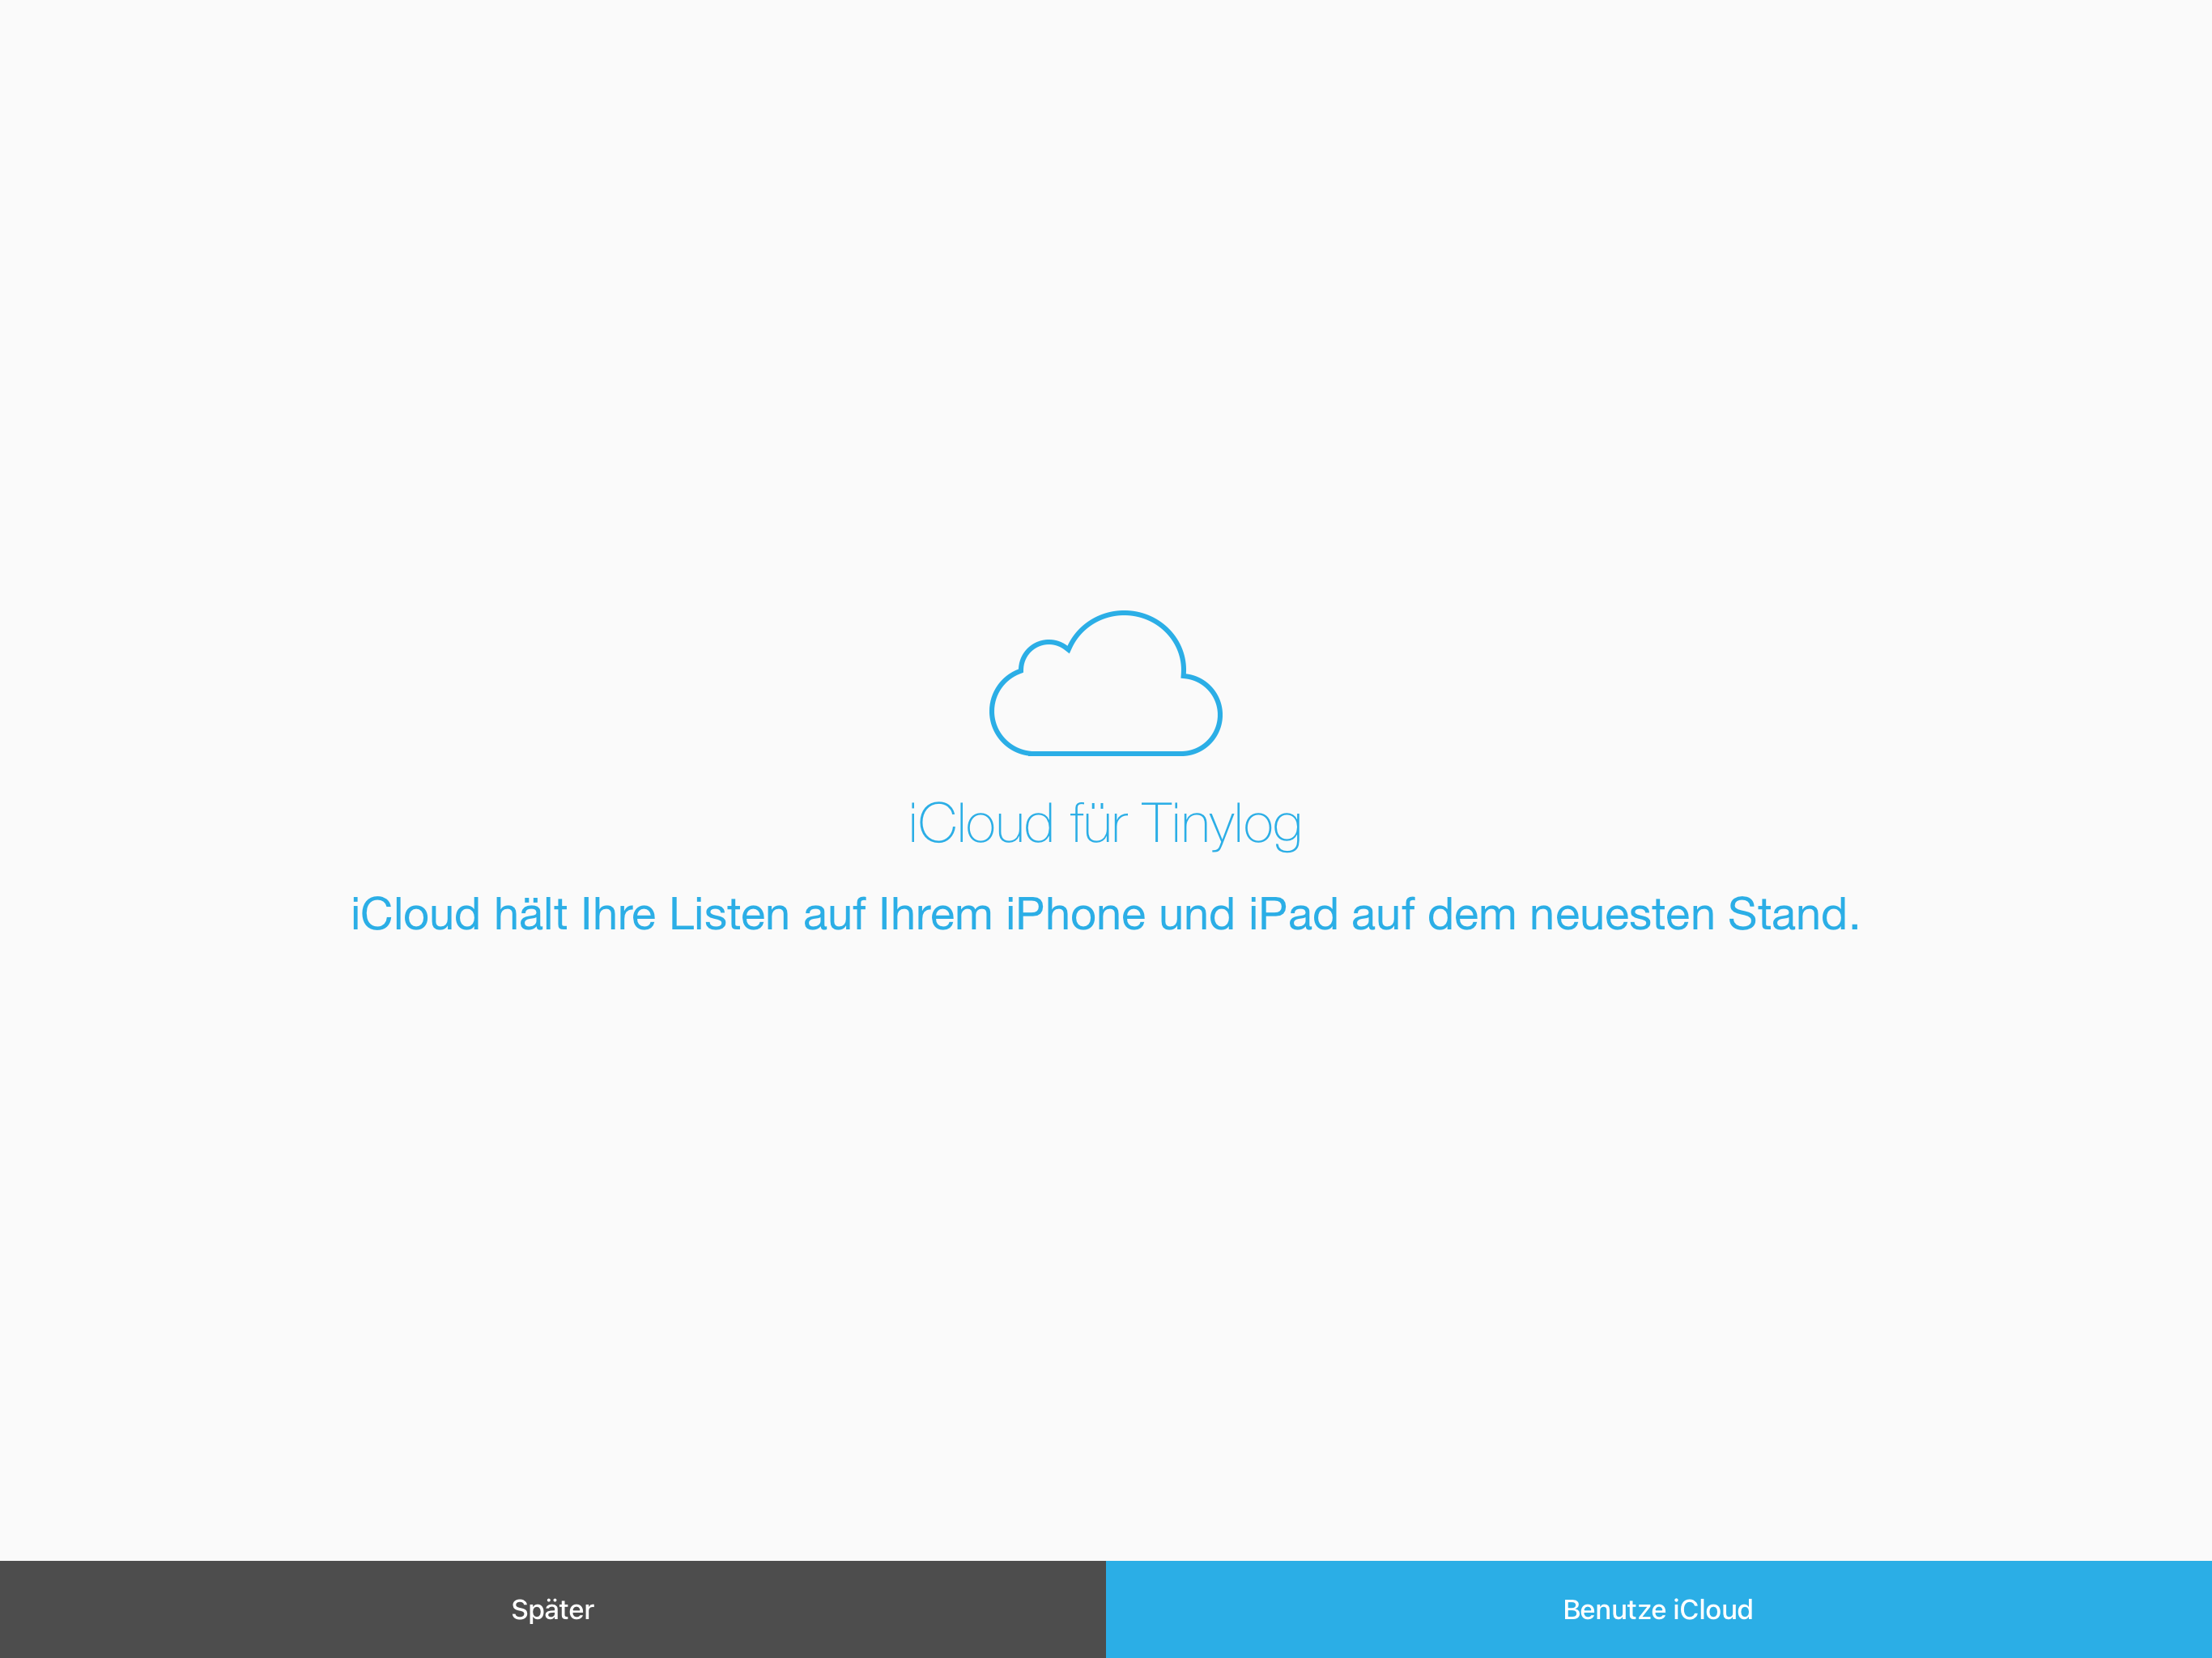 iCloud für Tinylog
iCloud hält Ihre Listen auf Ihrem iPhone und iPad auf dem neuesten Stand.
Später
Benutze iCloud